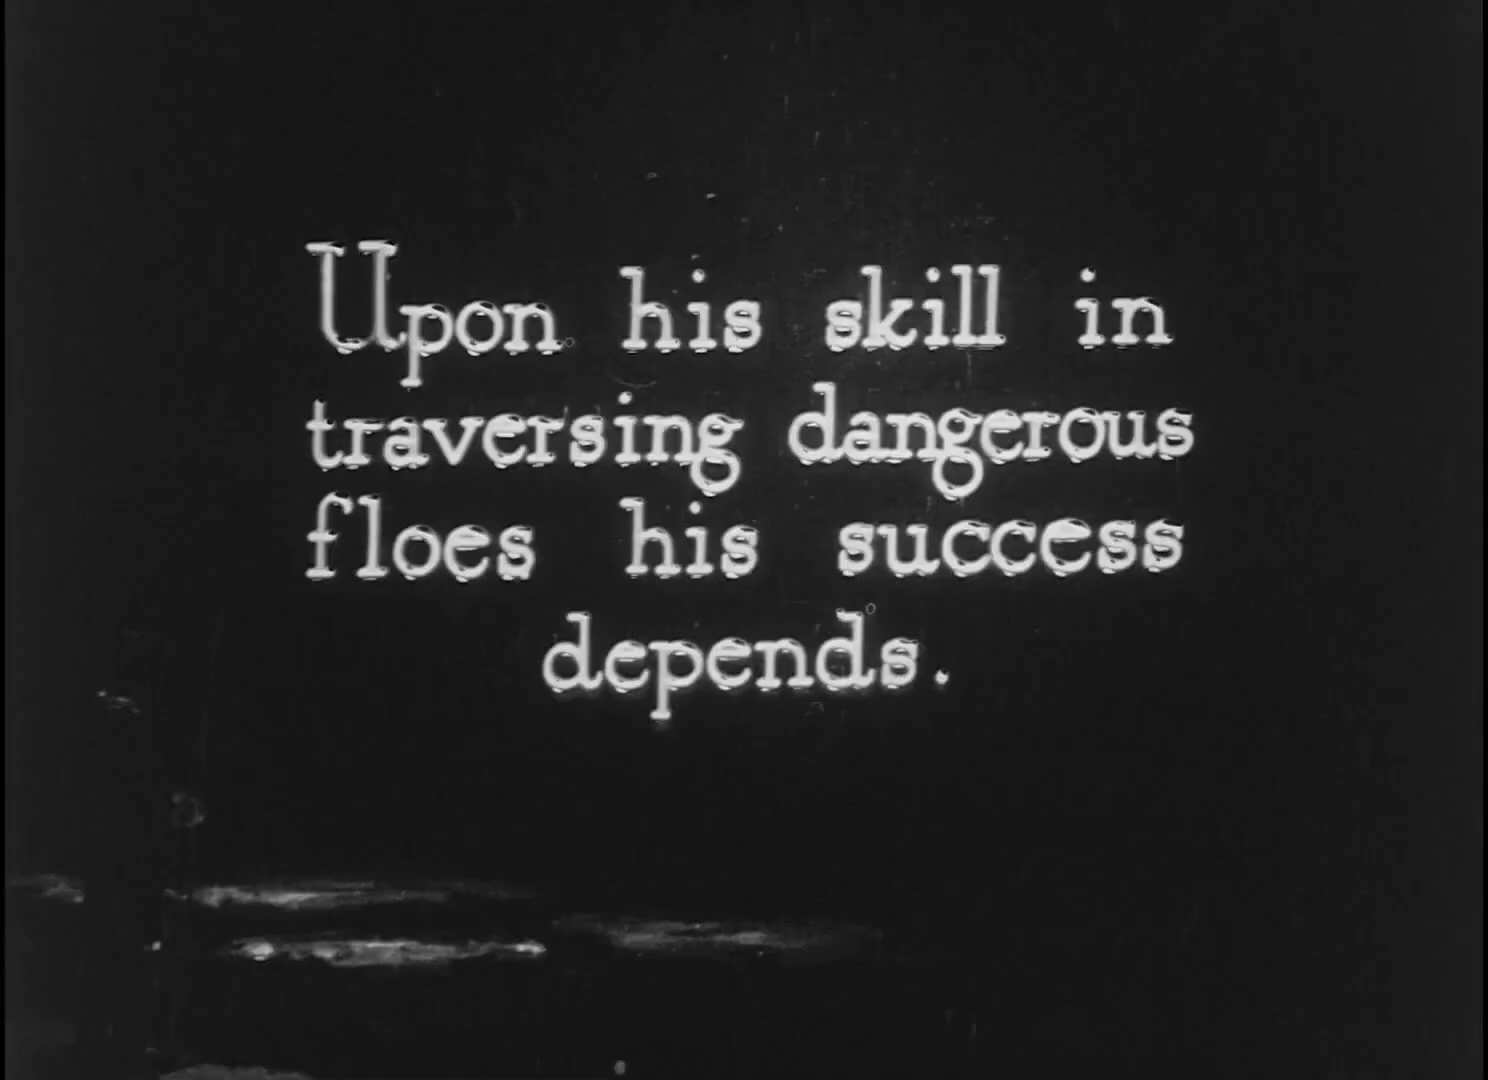 Upon his skill in
traversing dangerous
floes his success
depends.